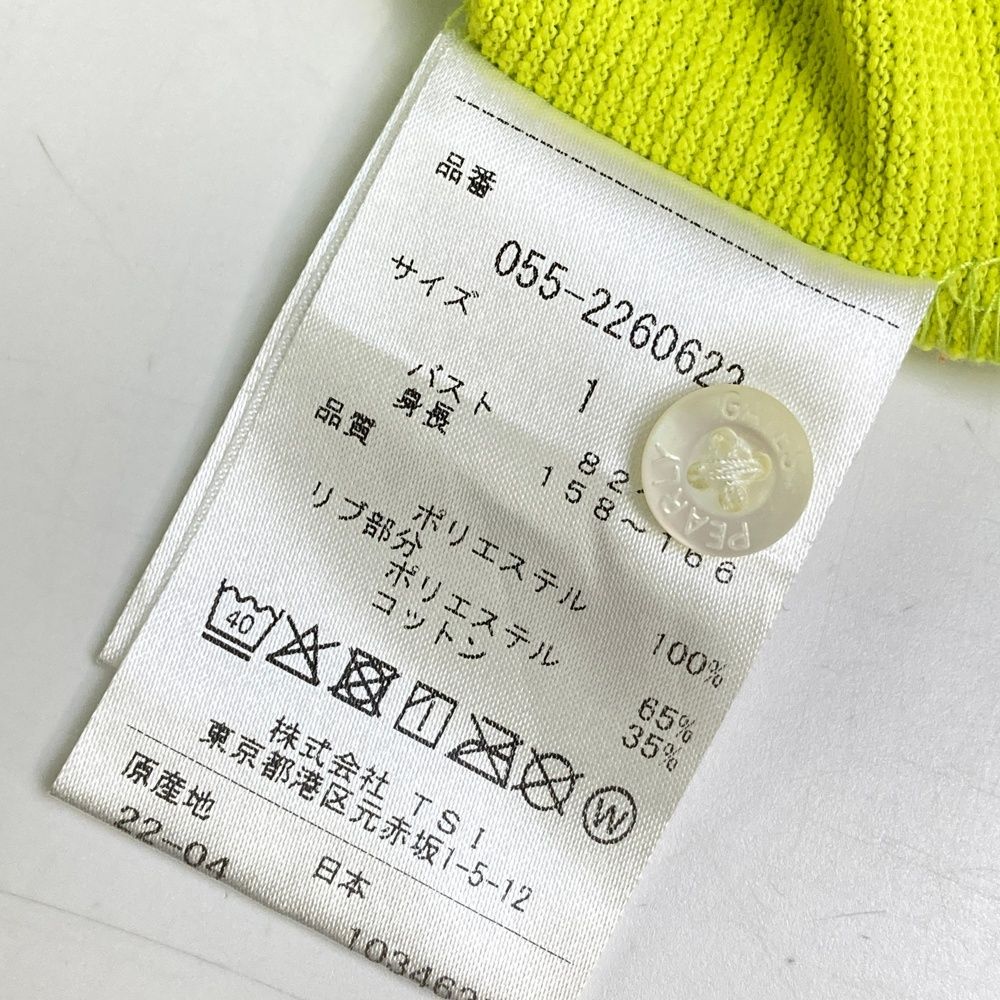 品番
055-2260622
サイズ
1
バスト
82
身長
158~166
品質
ポリエステル 100%
リブ部分
ポリエステル 65%
コットン 35%
40
W
株式会社 TSI
東京都港区元赤坂1-5-12
原産地 日本
22-04
PEARLY